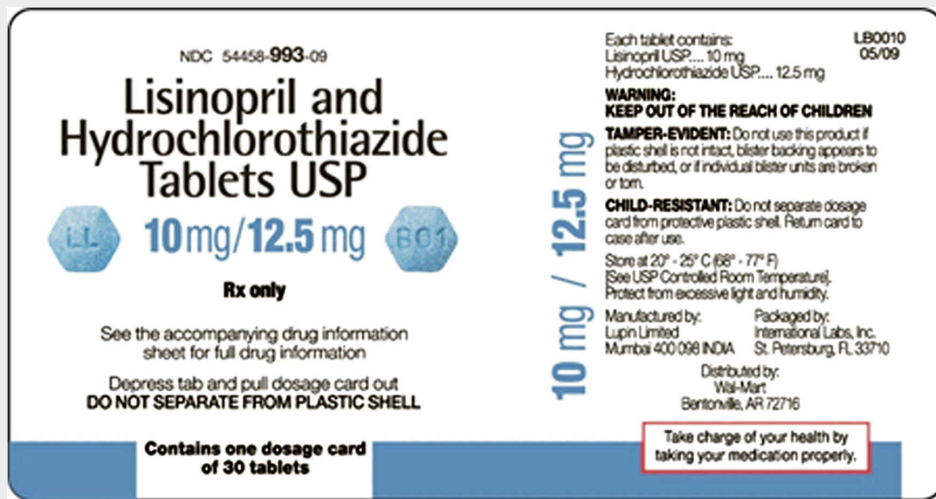 NDC 54458-993-09
Lisinopril and
Hydrochlorothiazide
Tablets USP
LL
10mg/12.5mg
B01
Rx only
See the accompanying drug information
sheet for full drug information
Depress tab and pull dosage card out
DO NOT SEPARATE FROM PLASTIC SHELL
Contains one dosage card
of 30 tablets
10 mg / 12.5 mg
Each tablet contains:
Lisinopril USP.... 10 mg
Hydrochlorothiazide USP.... 12.5 mg
LB0010
05/09
WARNING:
KEEP OUT OF THE REACH OF CHILDREN
TAMPER-EVIDENT: Do not use this product if
plastic shell is not intact, blister backing appears to
be disturbed, or if individual blister units are broken
or torn.
CHILD-RESISTANT: Do not separate dosage
card from protective plastic shell. Return card to
case after use.
Store at 20° - 25° C (68° - 77° F)
[See USP Controlled Room Temperature].
Protect from excessive light and humidity.
Manufactured by:
Lupin Limited
Mumbai 400 098 INDIA
Packaged by:
International Labs, Inc.
St. Petersburg, FL 33710
Distributed by:
Wal-Mart
Bentonville, AR 72716
Take charge of your health by
taking your medication properly.